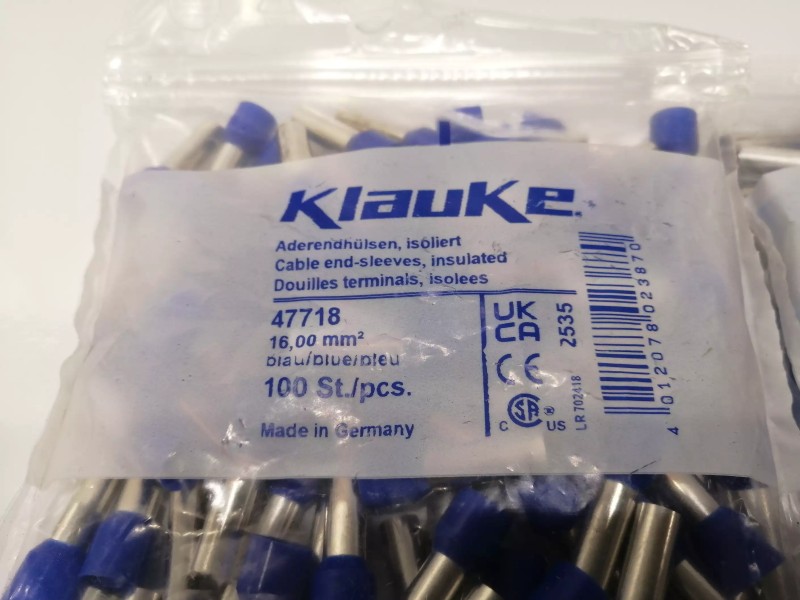 Klauke.
Aderendhülsen, isoliert
Cable end-sleeves, insulated
Douilles terminals, isolees
47718
16,00 mm²
blau/blue/bleu
100 St./pcs.
Made in Germany
UK
CA
CE
C SA ® US
2535
LR 702418
4 012078 023870